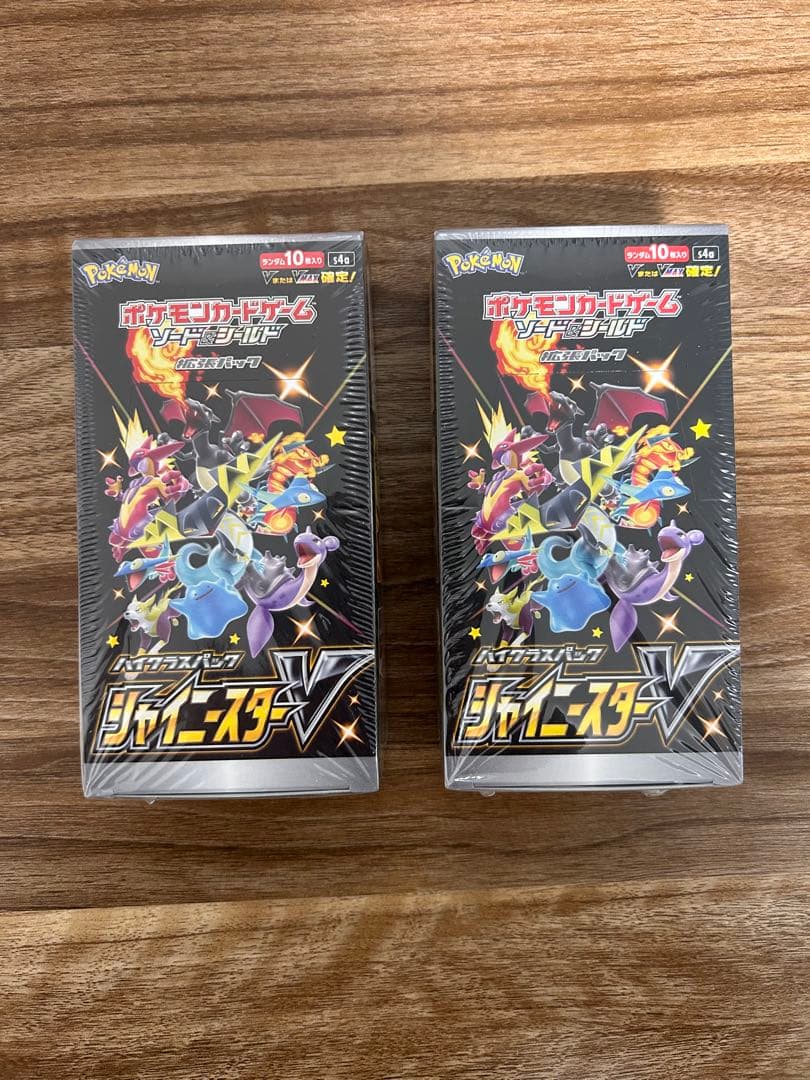 POKÉMON
ランダム10枚入り
s4a
VまたはVMAX確定!
ポケモンカードゲーム
ソード&シールド
拡張パック
ハイクラスパック
シャイニースターV
POKÉMON
ランダム10枚入り
s4a
VまたはVMAX確定!
ポケモンカードゲーム
ソード&シールド
拡張パック
ハイクラスパック
シャイニースターV